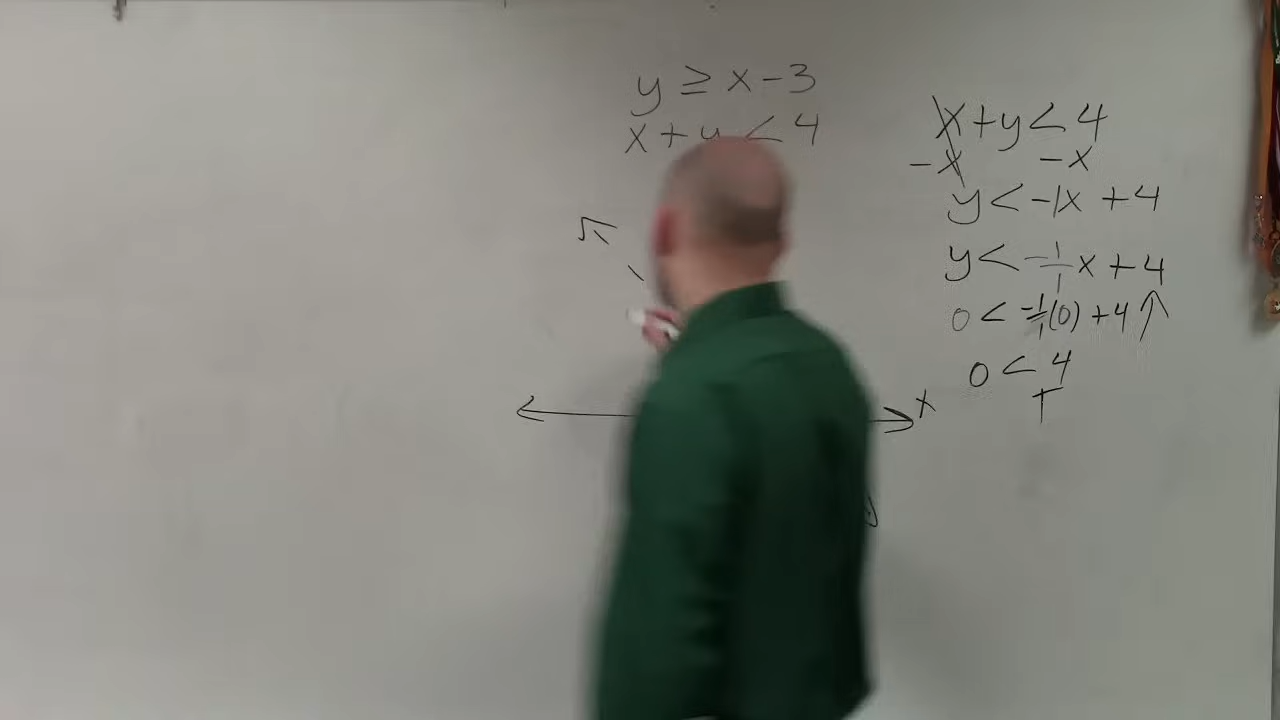 y ≥ x - 3
x + y < 4
x + y < 4
- x - x
y < -1x + 4
y < -1/1 x + 4
0 < -1/1 (0) + 4
0 < 4
T
x